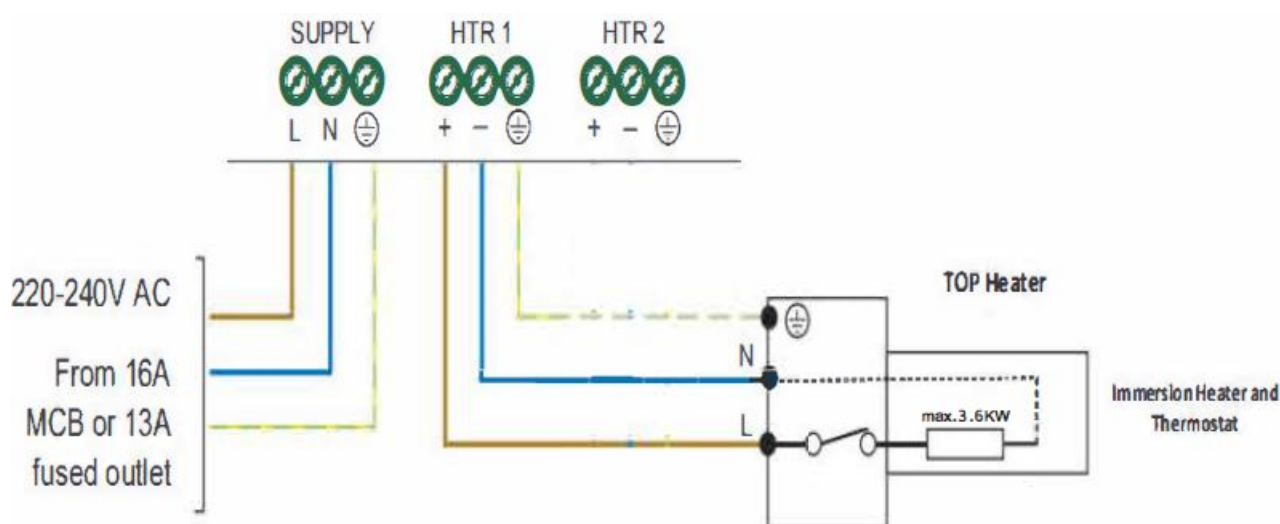 SUPPLY HTR 1 HTR 2
L N + − + −
220-240V AC
From 16A
MCB or 13A
fused outlet
TOP Heater
N
L
max.3.6KW
Immersion Heater and
Thermostat